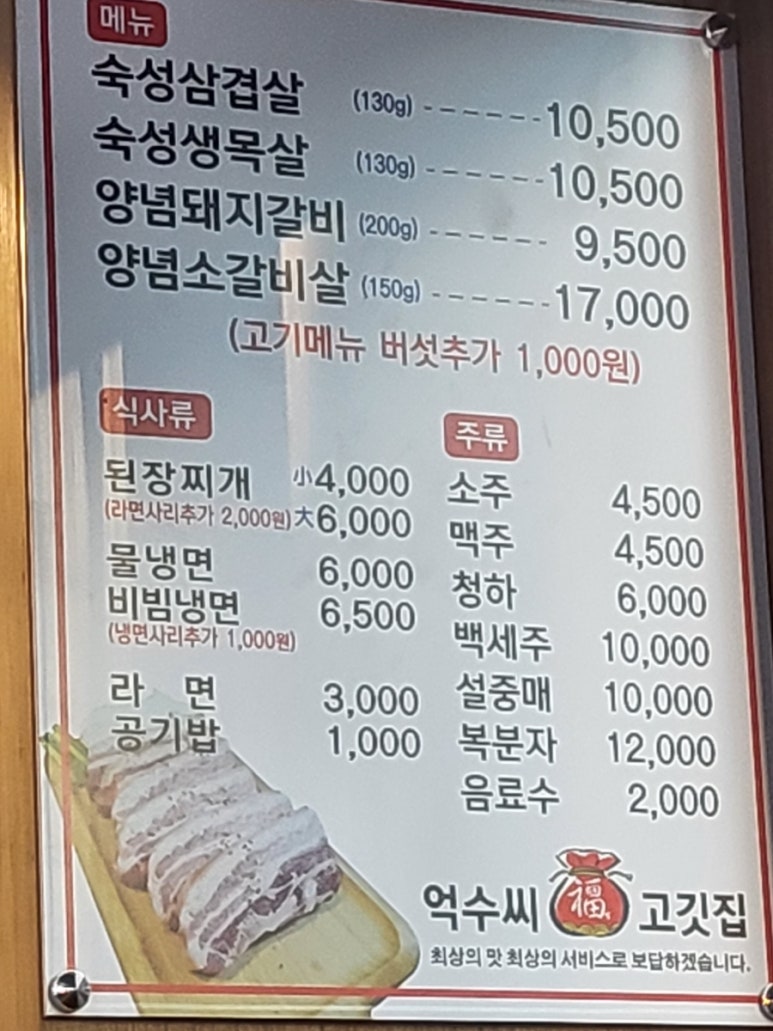 메뉴
숙성삼겹살 (130g) ------10,500
숙성생목살 (130g) ------10,500
양념돼지갈비 (200g) ------ 9,500
양념소갈비살 (150g) ------17,000
(고기메뉴 버섯추가 1,000원)
식사류
된장찌개 小4,000
(라면사리추가 2,000원) 大6,000
물냉면 6,000
비빔냉면 6,500
(냉면사리추가 1,000원)
라 면 3,000
공기밥 1,000
주류
소주 4,500
맥주 4,500
청하 6,000
백세주 10,000
설중매 10,000
복분자 12,000
음료수 2,000
억수씨 福 고깃집
최상의 맛 최상의 서비스로 보답하겠습니다.